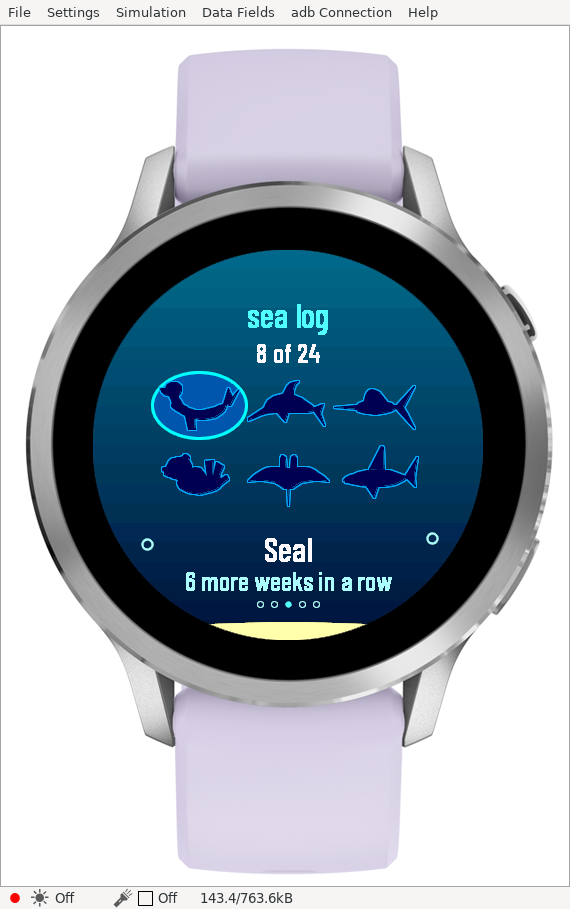 File Settings Simulation Data Fields adb Connection Help
sea log
8 of 24
Seal
6 more weeks in a row
Off Off 143.4/763.6kB